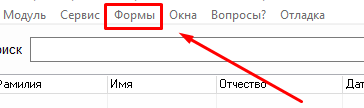 Модуль Сервис Формы Окна Вопросы? Отладка
иск
Фамилия Имя Отчество Дат